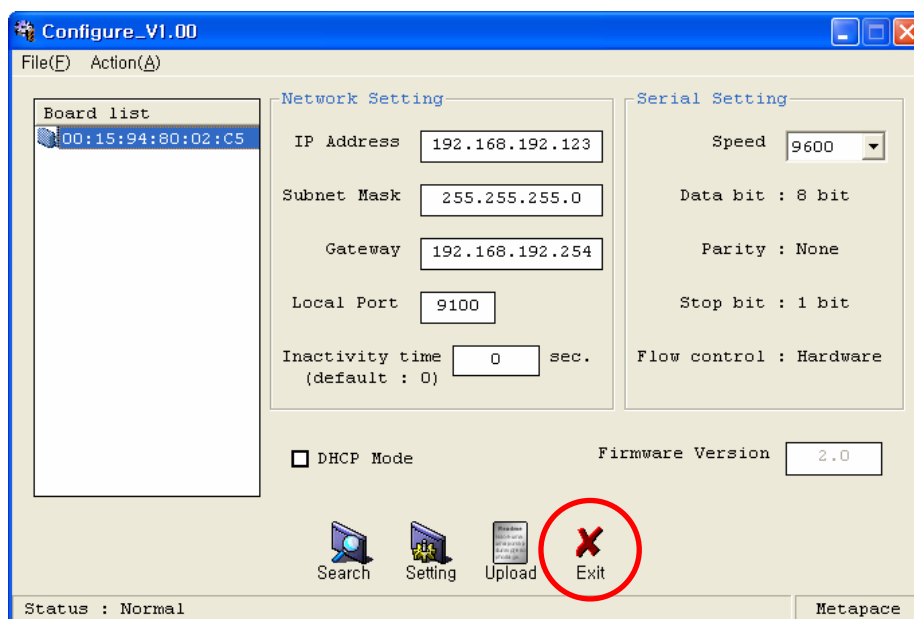 Configure_V1.00
File(F) Action(A)
Board list
00:15:94:80:02:C5
Network Setting
IP Address 192.168.192.123
Subnet Mask 255.255.255.0
Gateway 192.168.192.254
Local Port 9100
Inactivity time 0 sec.
(default : 0)
Serial Setting
Speed 9600
Data bit : 8 bit
Parity : None
Stop bit : 1 bit
Flow control : Hardware
DHCP Mode
Firmware Version 2.0
Search Setting Upload Exit
Status : Normal Metapace